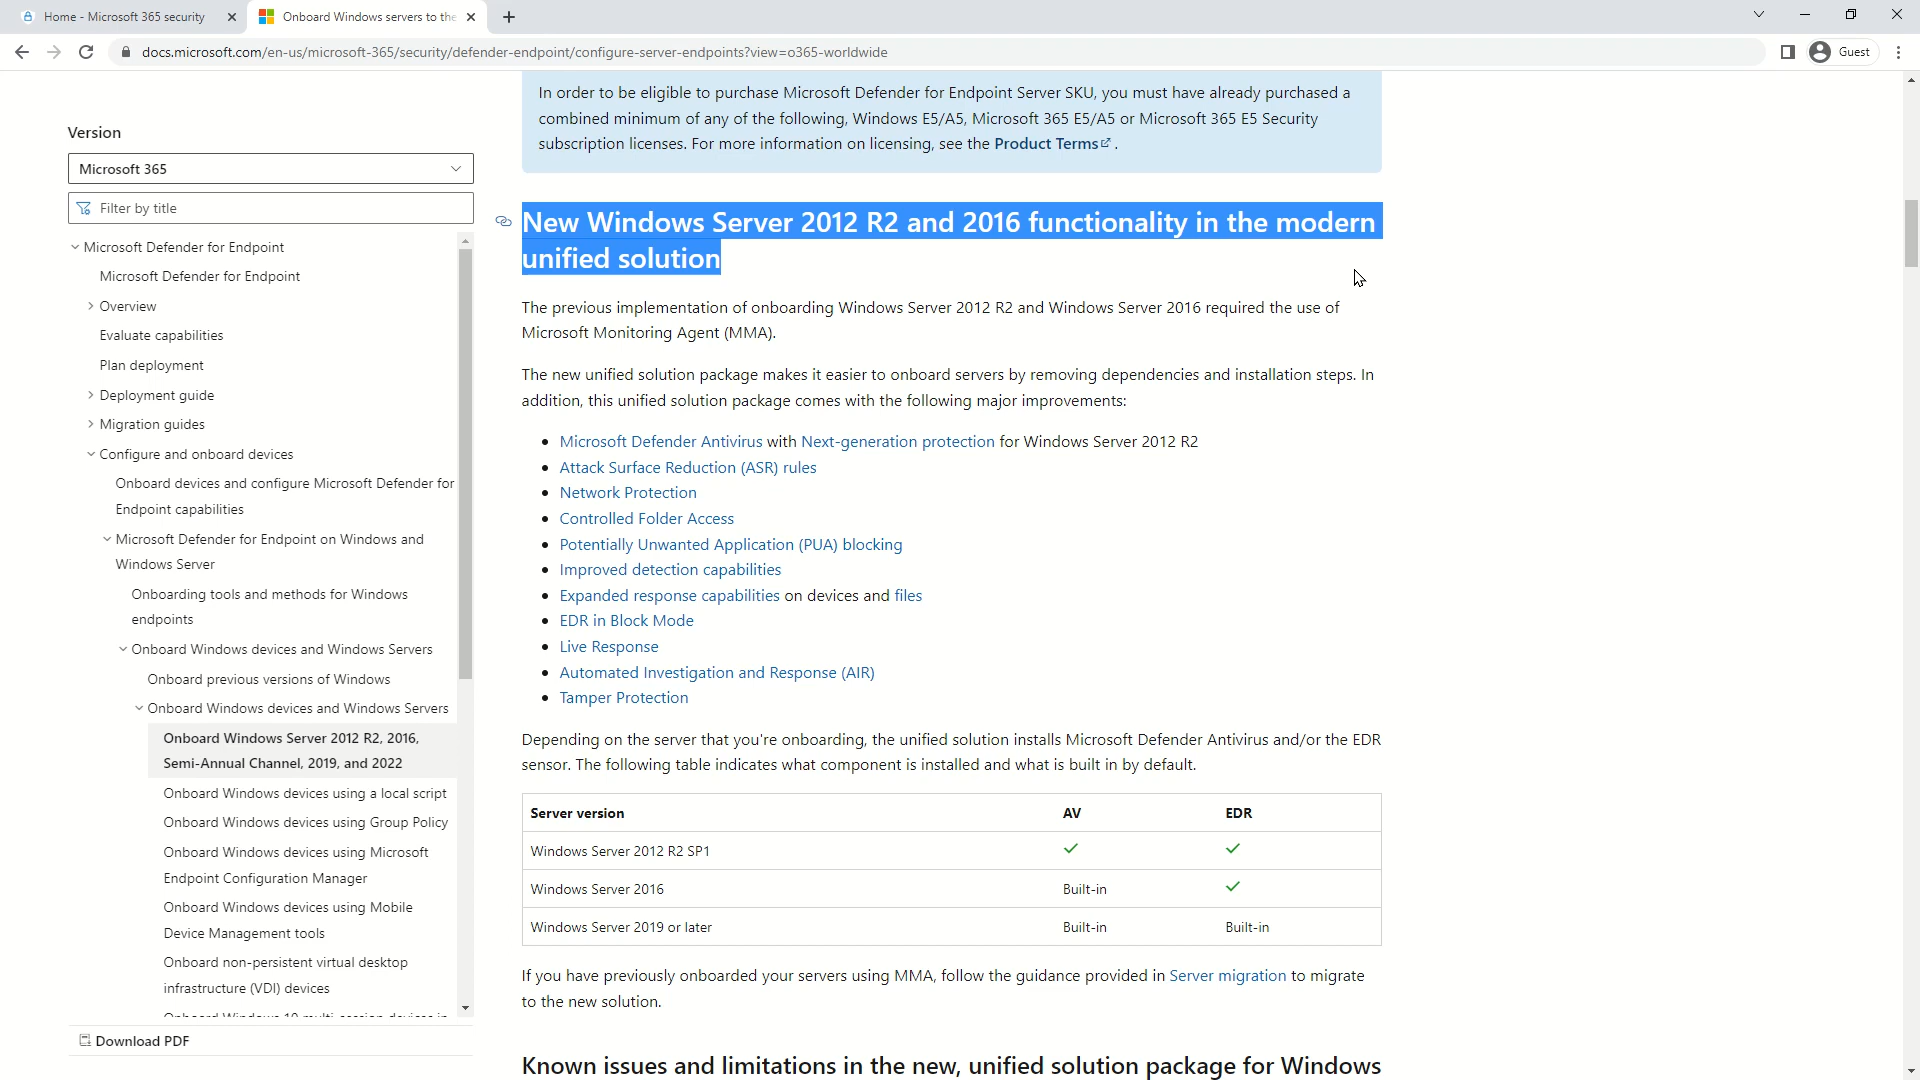 Home - Microsoft 365 security
Onboard Windows servers to the
docs.microsoft.com/en-us/microsoft-365/security/defender-endpoint/configure-server-endpoints?view=o365-worldwide
Guest
Version
Microsoft 365
Filter by title
Microsoft Defender for Endpoint
Microsoft Defender for Endpoint
Overview
Evaluate capabilities
Plan deployment
Deployment guide
Migration guides
Configure and onboard devices
Onboard devices and configure Microsoft Defender for
Endpoint capabilities
Microsoft Defender for Endpoint on Windows and
Windows Server
Onboarding tools and methods for Windows
endpoints
Onboard Windows devices and Windows Servers
Onboard previous versions of Windows
Onboard Windows devices and Windows Servers
Onboard Windows Server 2012 R2, 2016,
Semi-Annual Channel, 2019, and 2022
Onboard Windows devices using a local script
Onboard Windows devices using Group Policy
Onboard Windows devices using Microsoft
Endpoint Configuration Manager
Onboard Windows devices using Mobile
Device Management tools
Onboard non-persistent virtual desktop
infrastructure (VDI) devices
Onboard Windows 10 multi-session devices in
Download PDF
In order to be eligible to purchase Microsoft Defender for Endpoint Server SKU, you must have already purchased a
combined minimum of any of the following, Windows E5/A5, Microsoft 365 E5/A5 or Microsoft 365 E5 Security
subscription licenses. For more information on licensing, see the Product Terms.
New Windows Server 2012 R2 and 2016 functionality in the modern
unified solution
The previous implementation of onboarding Windows Server 2012 R2 and Windows Server 2016 required the use of
Microsoft Monitoring Agent (MMA).
The new unified solution package makes it easier to onboard servers by removing dependencies and installation steps. In
addition, this unified solution package comes with the following major improvements:
Microsoft Defender Antivirus with Next-generation protection for Windows Server 2012 R2
Attack Surface Reduction (ASR) rules
Network Protection
Controlled Folder Access
Potentially Unwanted Application (PUA) blocking
Improved detection capabilities
Expanded response capabilities on devices and files
EDR in Block Mode
Live Response
Automated Investigation and Response (AIR)
Tamper Protection
Depending on the server that you're onboarding, the unified solution installs Microsoft Defender Antivirus and/or the EDR
sensor. The following table indicates what component is installed and what is built in by default.
Server version AV EDR
Windows Server 2012 R2 SP1 ✓ ✓
Windows Server 2016 Built-in ✓
Windows Server 2019 or later Built-in Built-in
If you have previously onboarded your servers using MMA, follow the guidance provided in Server migration to migrate
to the new solution.
Known issues and limitations in the new, unified solution package for Windows